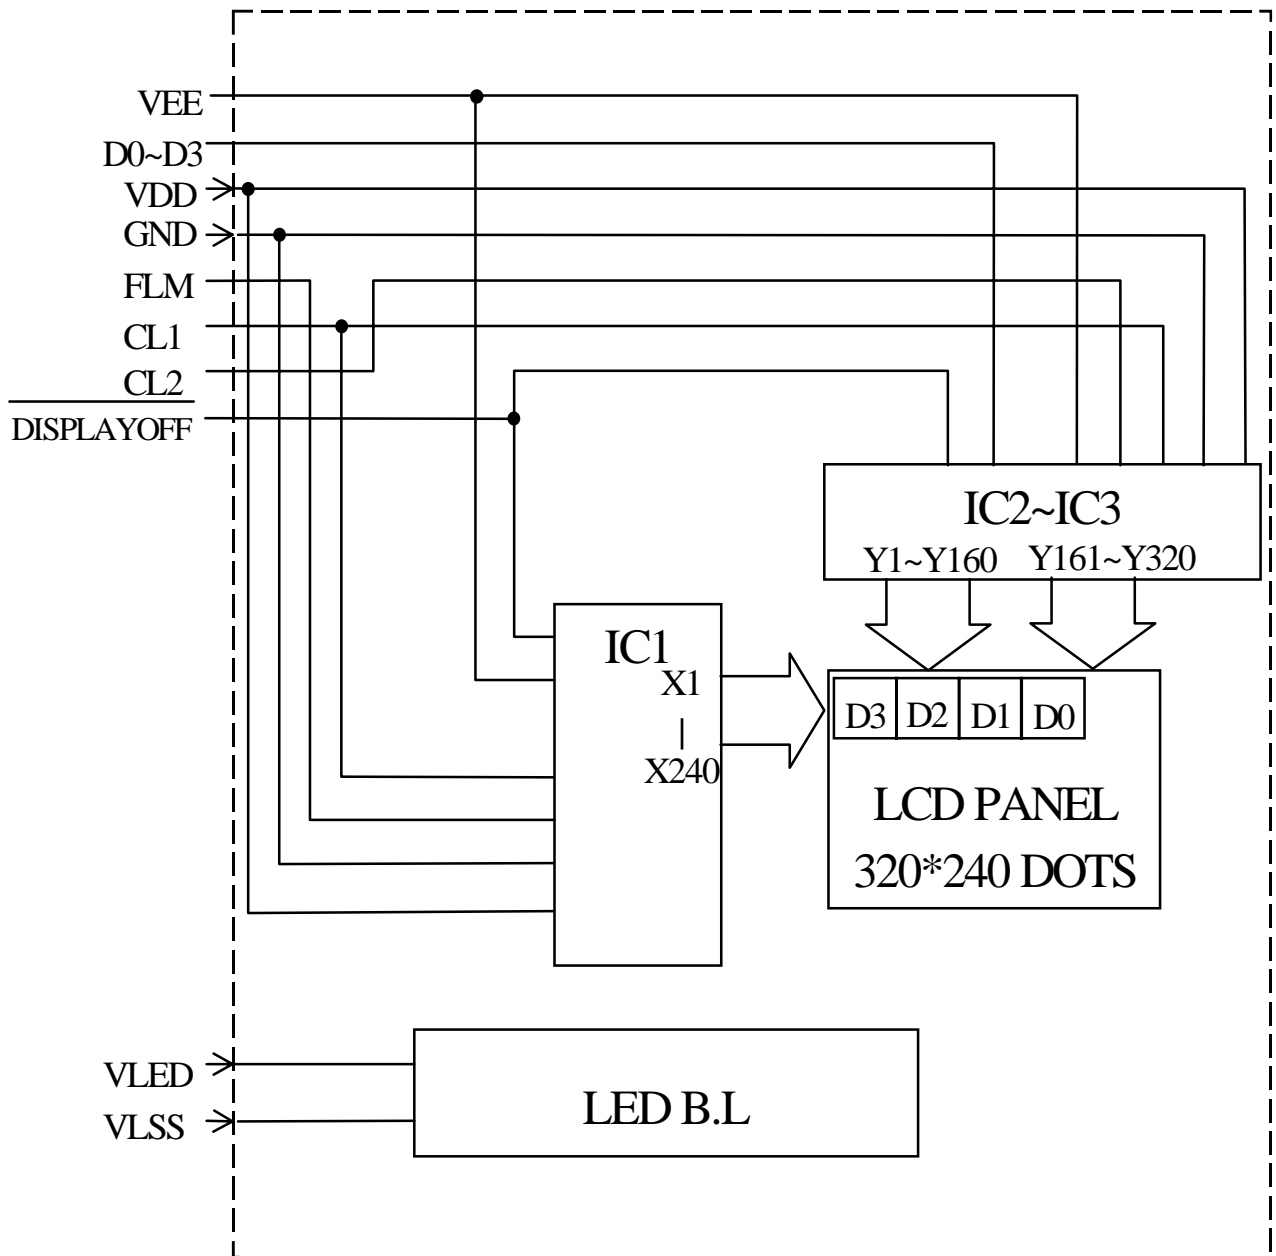 VEE
D0~D3
VDD
GND
FLM
CL1
CL2
DISPLAYOFF
IC2~IC3
Y1~Y160 Y161~Y320
IC1
X1
|
X240
D3 D2 D1 D0
LCD PANEL
320*240 DOTS
VLED
VLSS
LED B.L